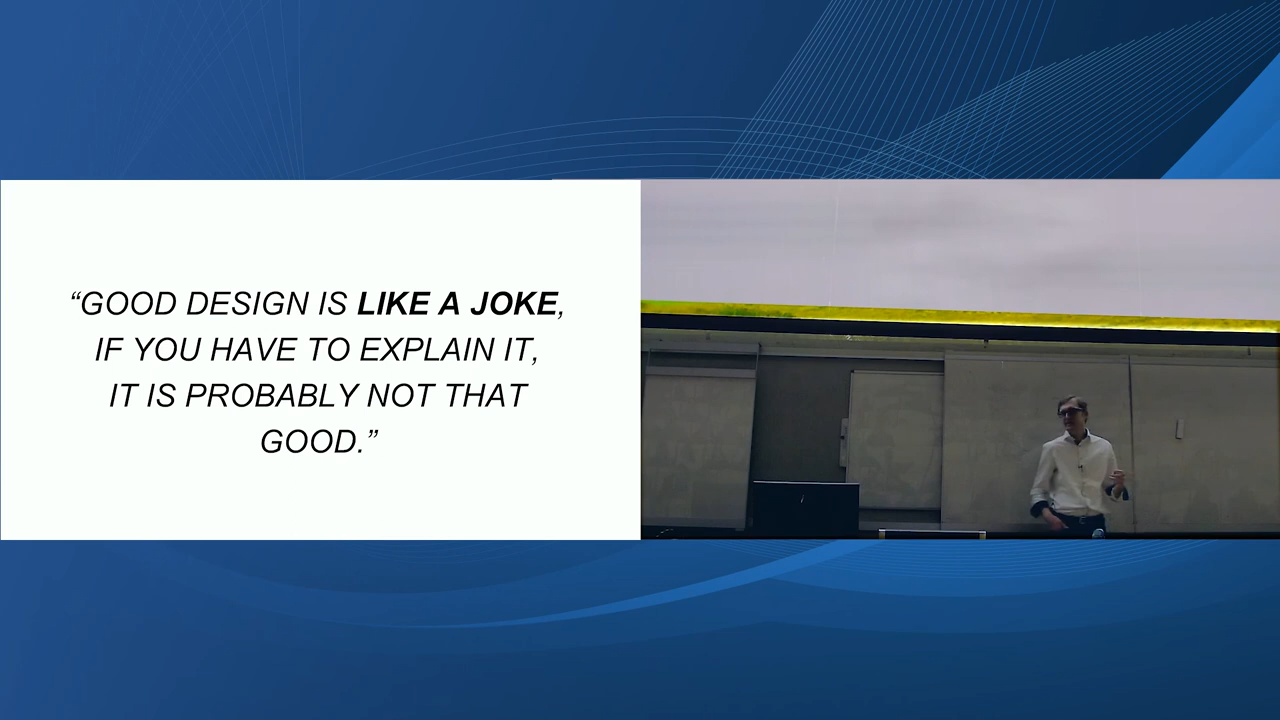 “GOOD DESIGN IS LIKE A JOKE,
IF YOU HAVE TO EXPLAIN IT,
IT IS PROBABLY NOT THAT
GOOD.”